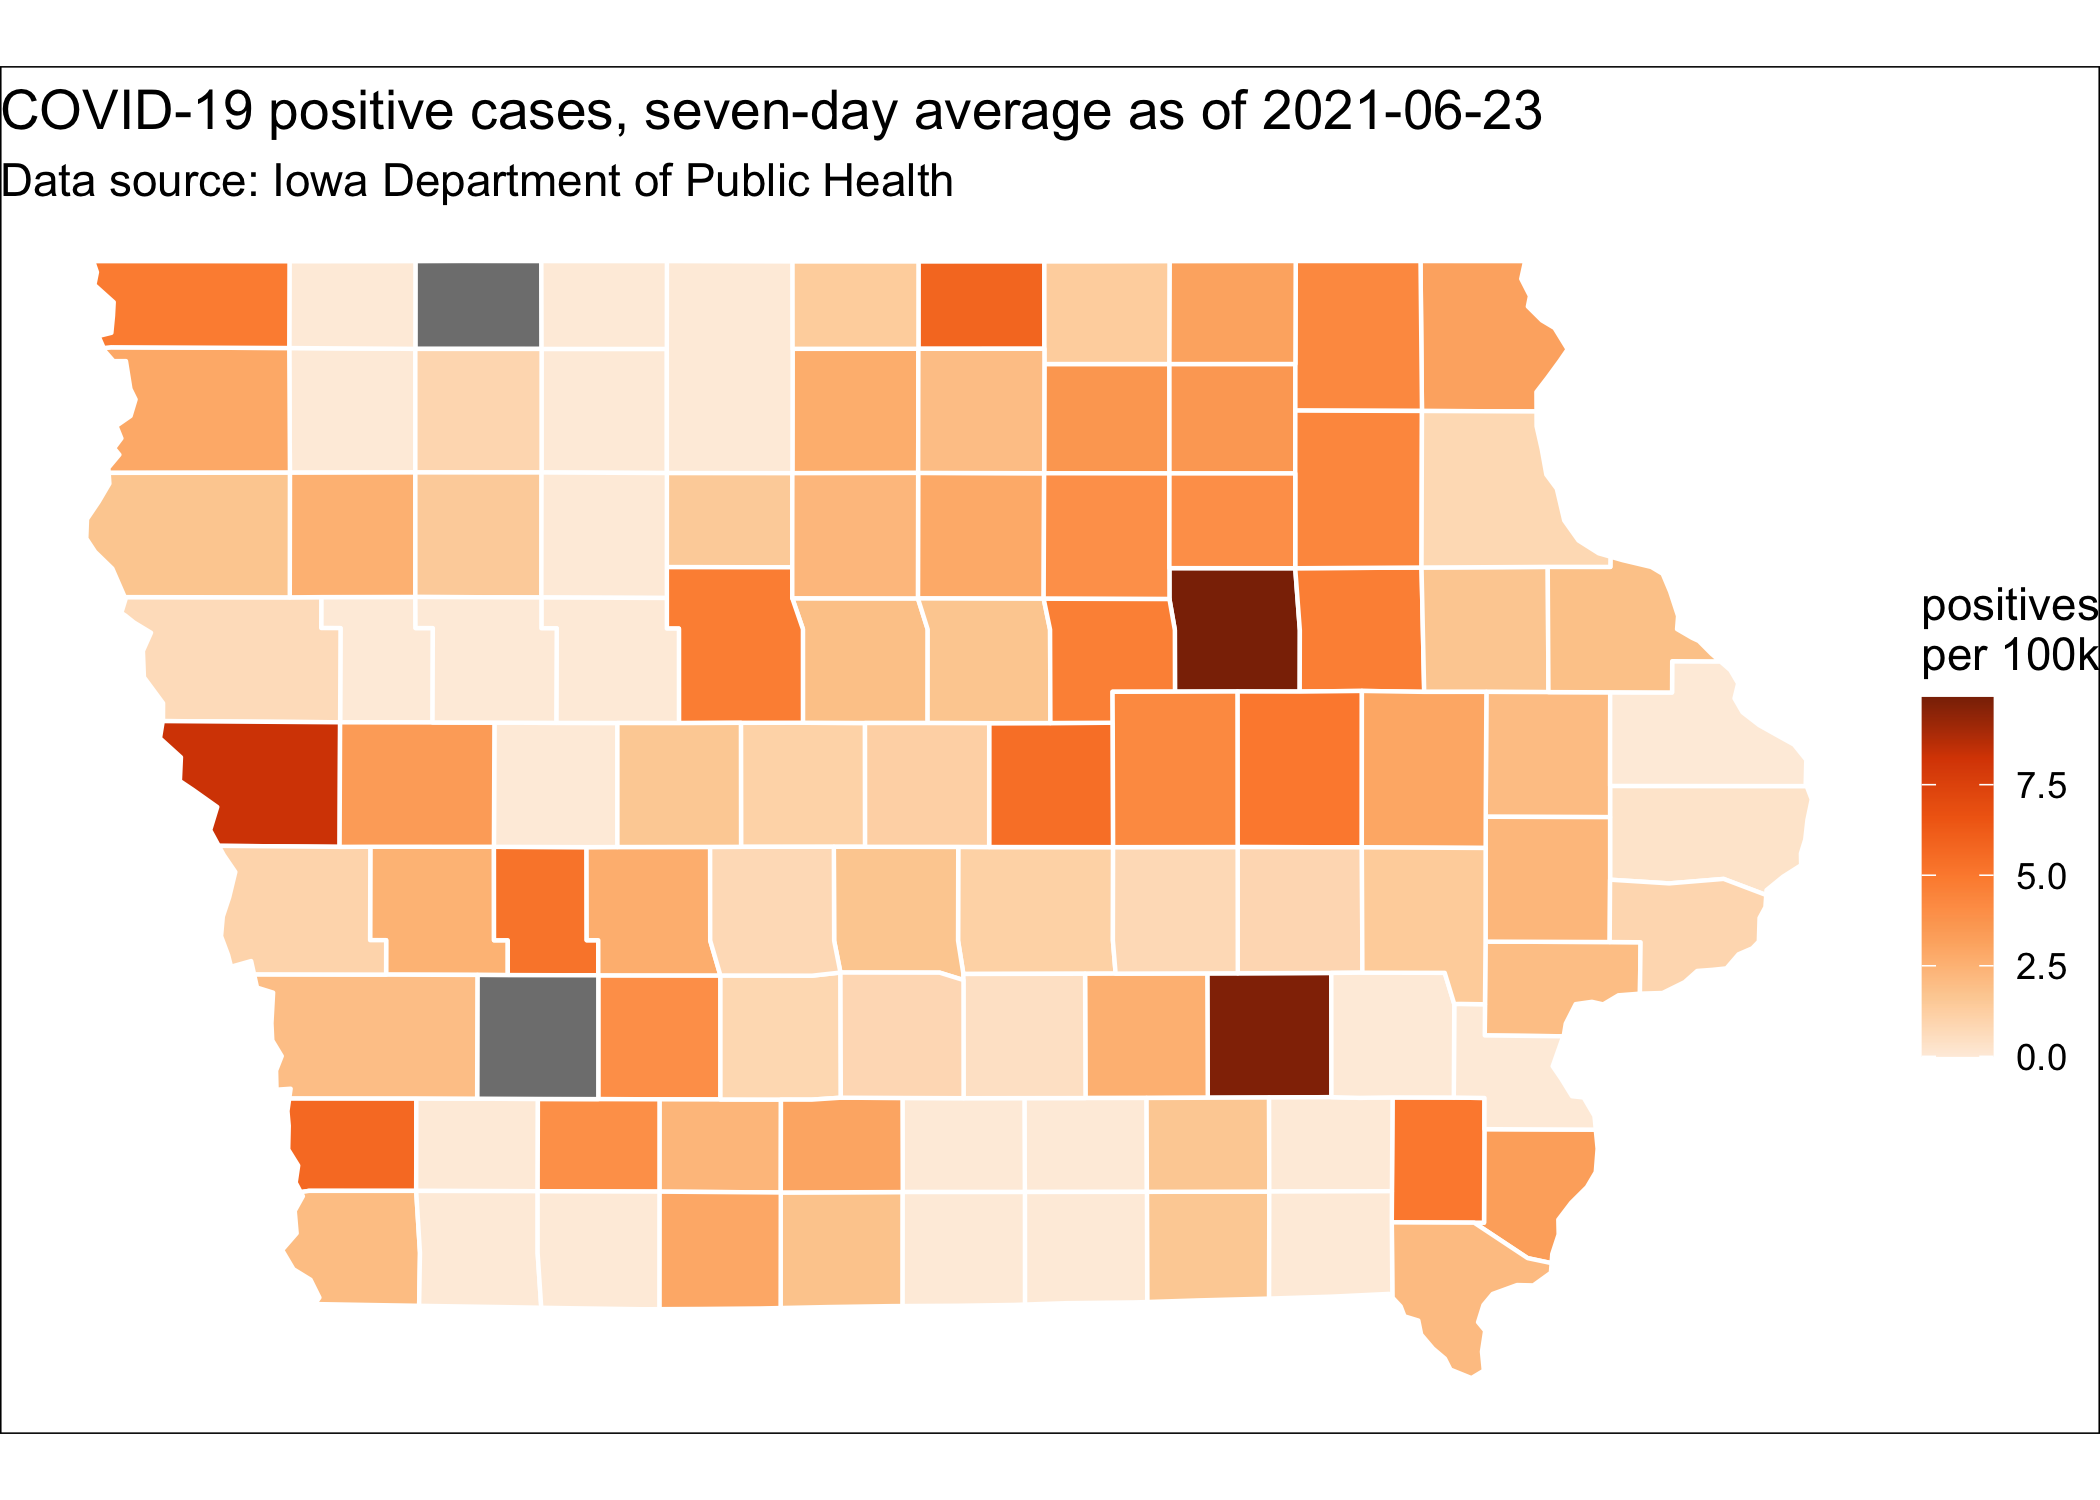 COVID-19 positive cases, seven-day average as of 2021-06-23
Data source: Iowa Department of Public Health
positives
per 100k
7.5
5.0
2.5
0.0